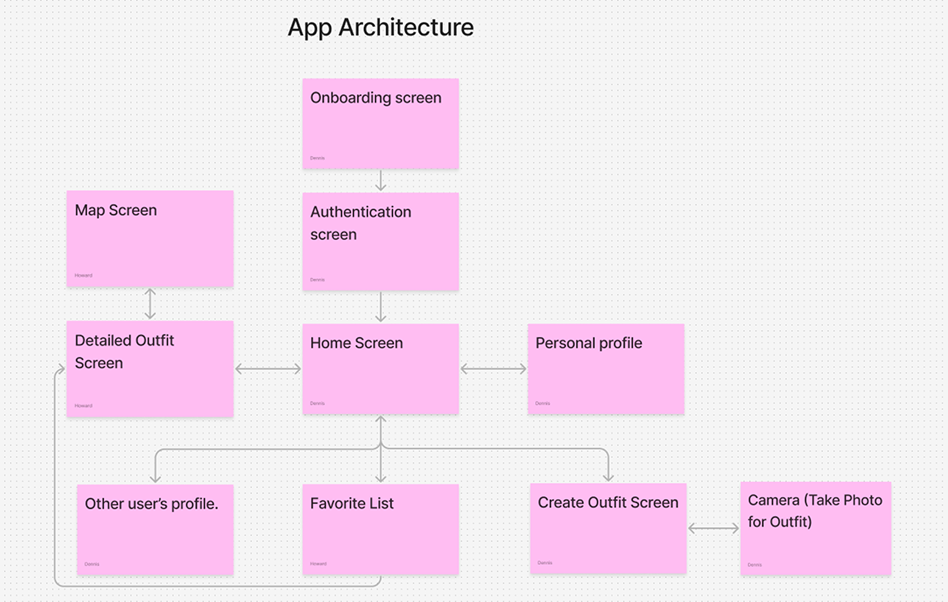 App Architecture
Onboarding screen
Dennis
Map Screen
Howard
Authentication
screen
Dennis
Detailed Outfit
Screen
Howard
Home Screen
Dennis
Personal profile
Dennis
Other user's profile.
Dennis
Favorite List
Howard
Create Outfit Screen
Dennis
Camera (Take Photo
for Outfit)
Dennis